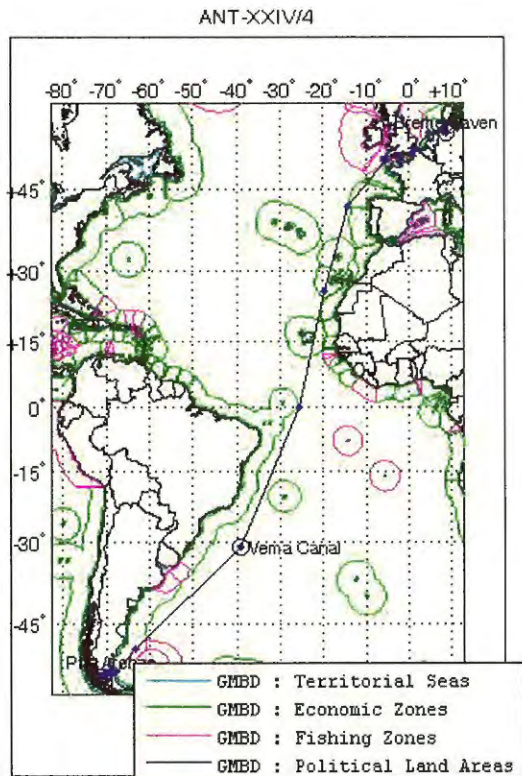 ANT-XXIV/4
-80° -70° -60° -50° -40° -30° -20° -10° 0° +10°
+45°
+30°
+15°
0°
-15°
-30°
-45°
Vema Canal
GMBD : Territorial Seas
GMBD : Economic Zones
GMBD : Fishing Zones
GMBD : Political Land Areas